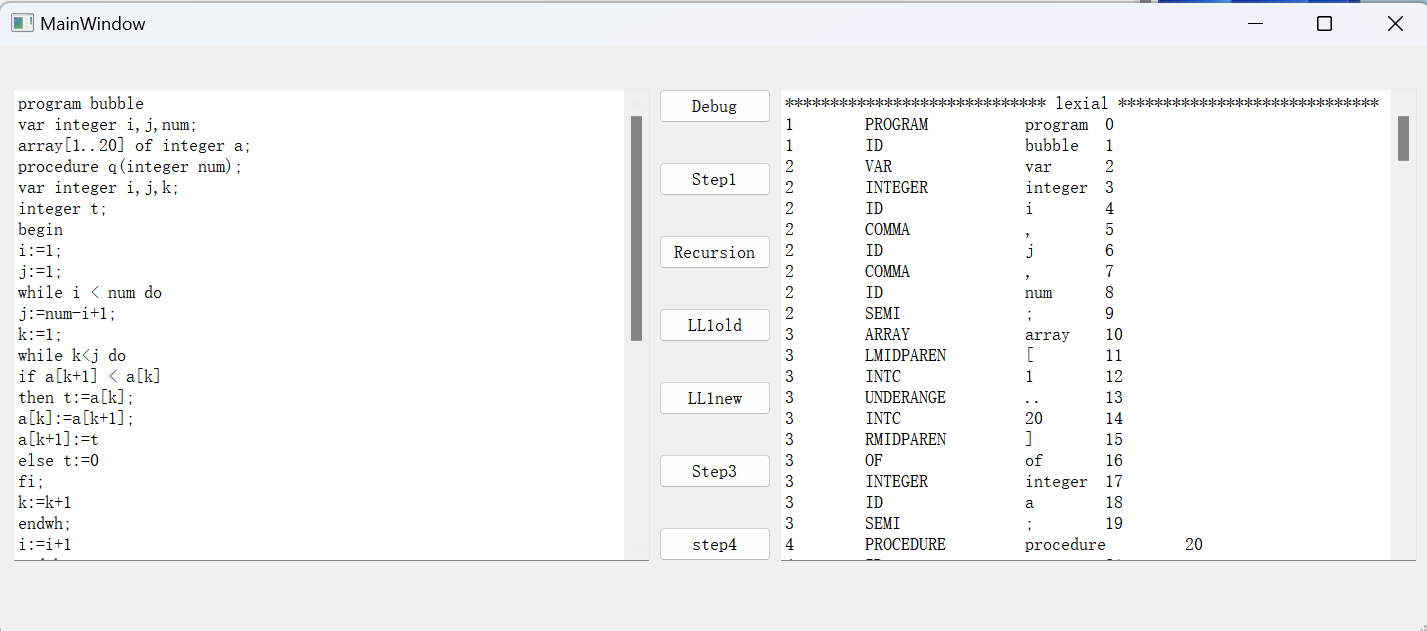 MainWindow
program bubble
var integer i,j,num;
array[1..20] of integer a;
procedure q(integer num);
var integer i,j,k;
integer t;
begin
i:=1;
j:=1;
while i < num do
j:=num-i+1;
k:=1;
while k<j do
if a[k+1] < a[k]
then t:=a[k];
a[k]:=a[k+1];
a[k+1]:=t
else t:=0
fi;
k:=k+1
endwh;
i:=i+1
Debug
Step1
Recursion
LL1old
LL1new
Step3
step4
***************************** lexial *****************************
1 PROGRAM program 0
1 ID bubble 1
2 VAR var 2
2 INTEGER integer 3
2 ID i 4
2 COMMA , 5
2 ID j 6
2 COMMA , 7
2 ID num 8
2 SEMI ; 9
3 ARRAY array 10
3 LMIDPAREN [ 11
3 INTC 1 12
3 UNDERANGE .. 13
3 INTC 20 14
3 RMIDPAREN ] 15
3 OF of 16
3 INTEGER integer 17
3 ID a 18
3 SEMI ; 19
4 PROCEDURE procedure 20